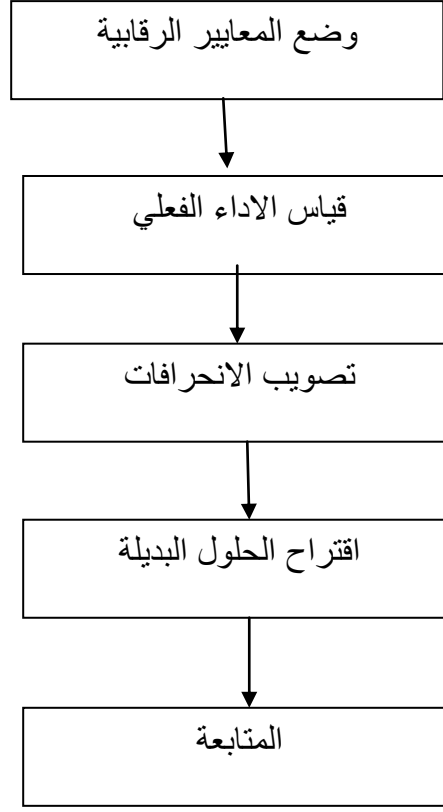 وضع المعايير الرقابية
قياس الاداء الفعلي
تصويب الانحرافات
اقتراح الحلول البديلة
المتابعة